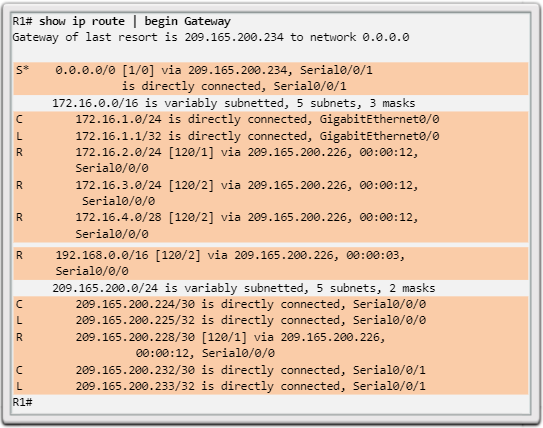 R1# show ip route | begin Gateway
Gateway of last resort is 209.165.200.234 to network 0.0.0.0
S* 0.0.0.0/0 [1/0] via 209.165.200.234, Serial0/0/1
is directly connected, Serial0/0/1
172.16.0.0/16 is variably subnetted, 5 subnets, 3 masks
C 172.16.1.0/24 is directly connected, GigabitEthernet0/0
L 172.16.1.1/32 is directly connected, GigabitEthernet0/0
R 172.16.2.0/24 [120/1] via 209.165.200.226, 00:00:12,
Serial0/0/0
R 172.16.3.0/24 [120/2] via 209.165.200.226, 00:00:12,
Serial0/0/0
R 172.16.4.0/28 [120/2] via 209.165.200.226, 00:00:12,
Serial0/0/0
R 192.168.0.0/16 [120/2] via 209.165.200.226, 00:00:03,
Serial0/0/0
209.165.200.0/24 is variably subnetted, 5 subnets, 2 masks
C 209.165.200.224/30 is directly connected, Serial0/0/0
L 209.165.200.225/32 is directly connected, Serial0/0/0
R 209.165.200.228/30 [120/1] via 209.165.200.226,
00:00:12, Serial0/0/0
C 209.165.200.232/30 is directly connected, Serial0/0/1
L 209.165.200.233/32 is directly connected, Serial0/0/1
R1#